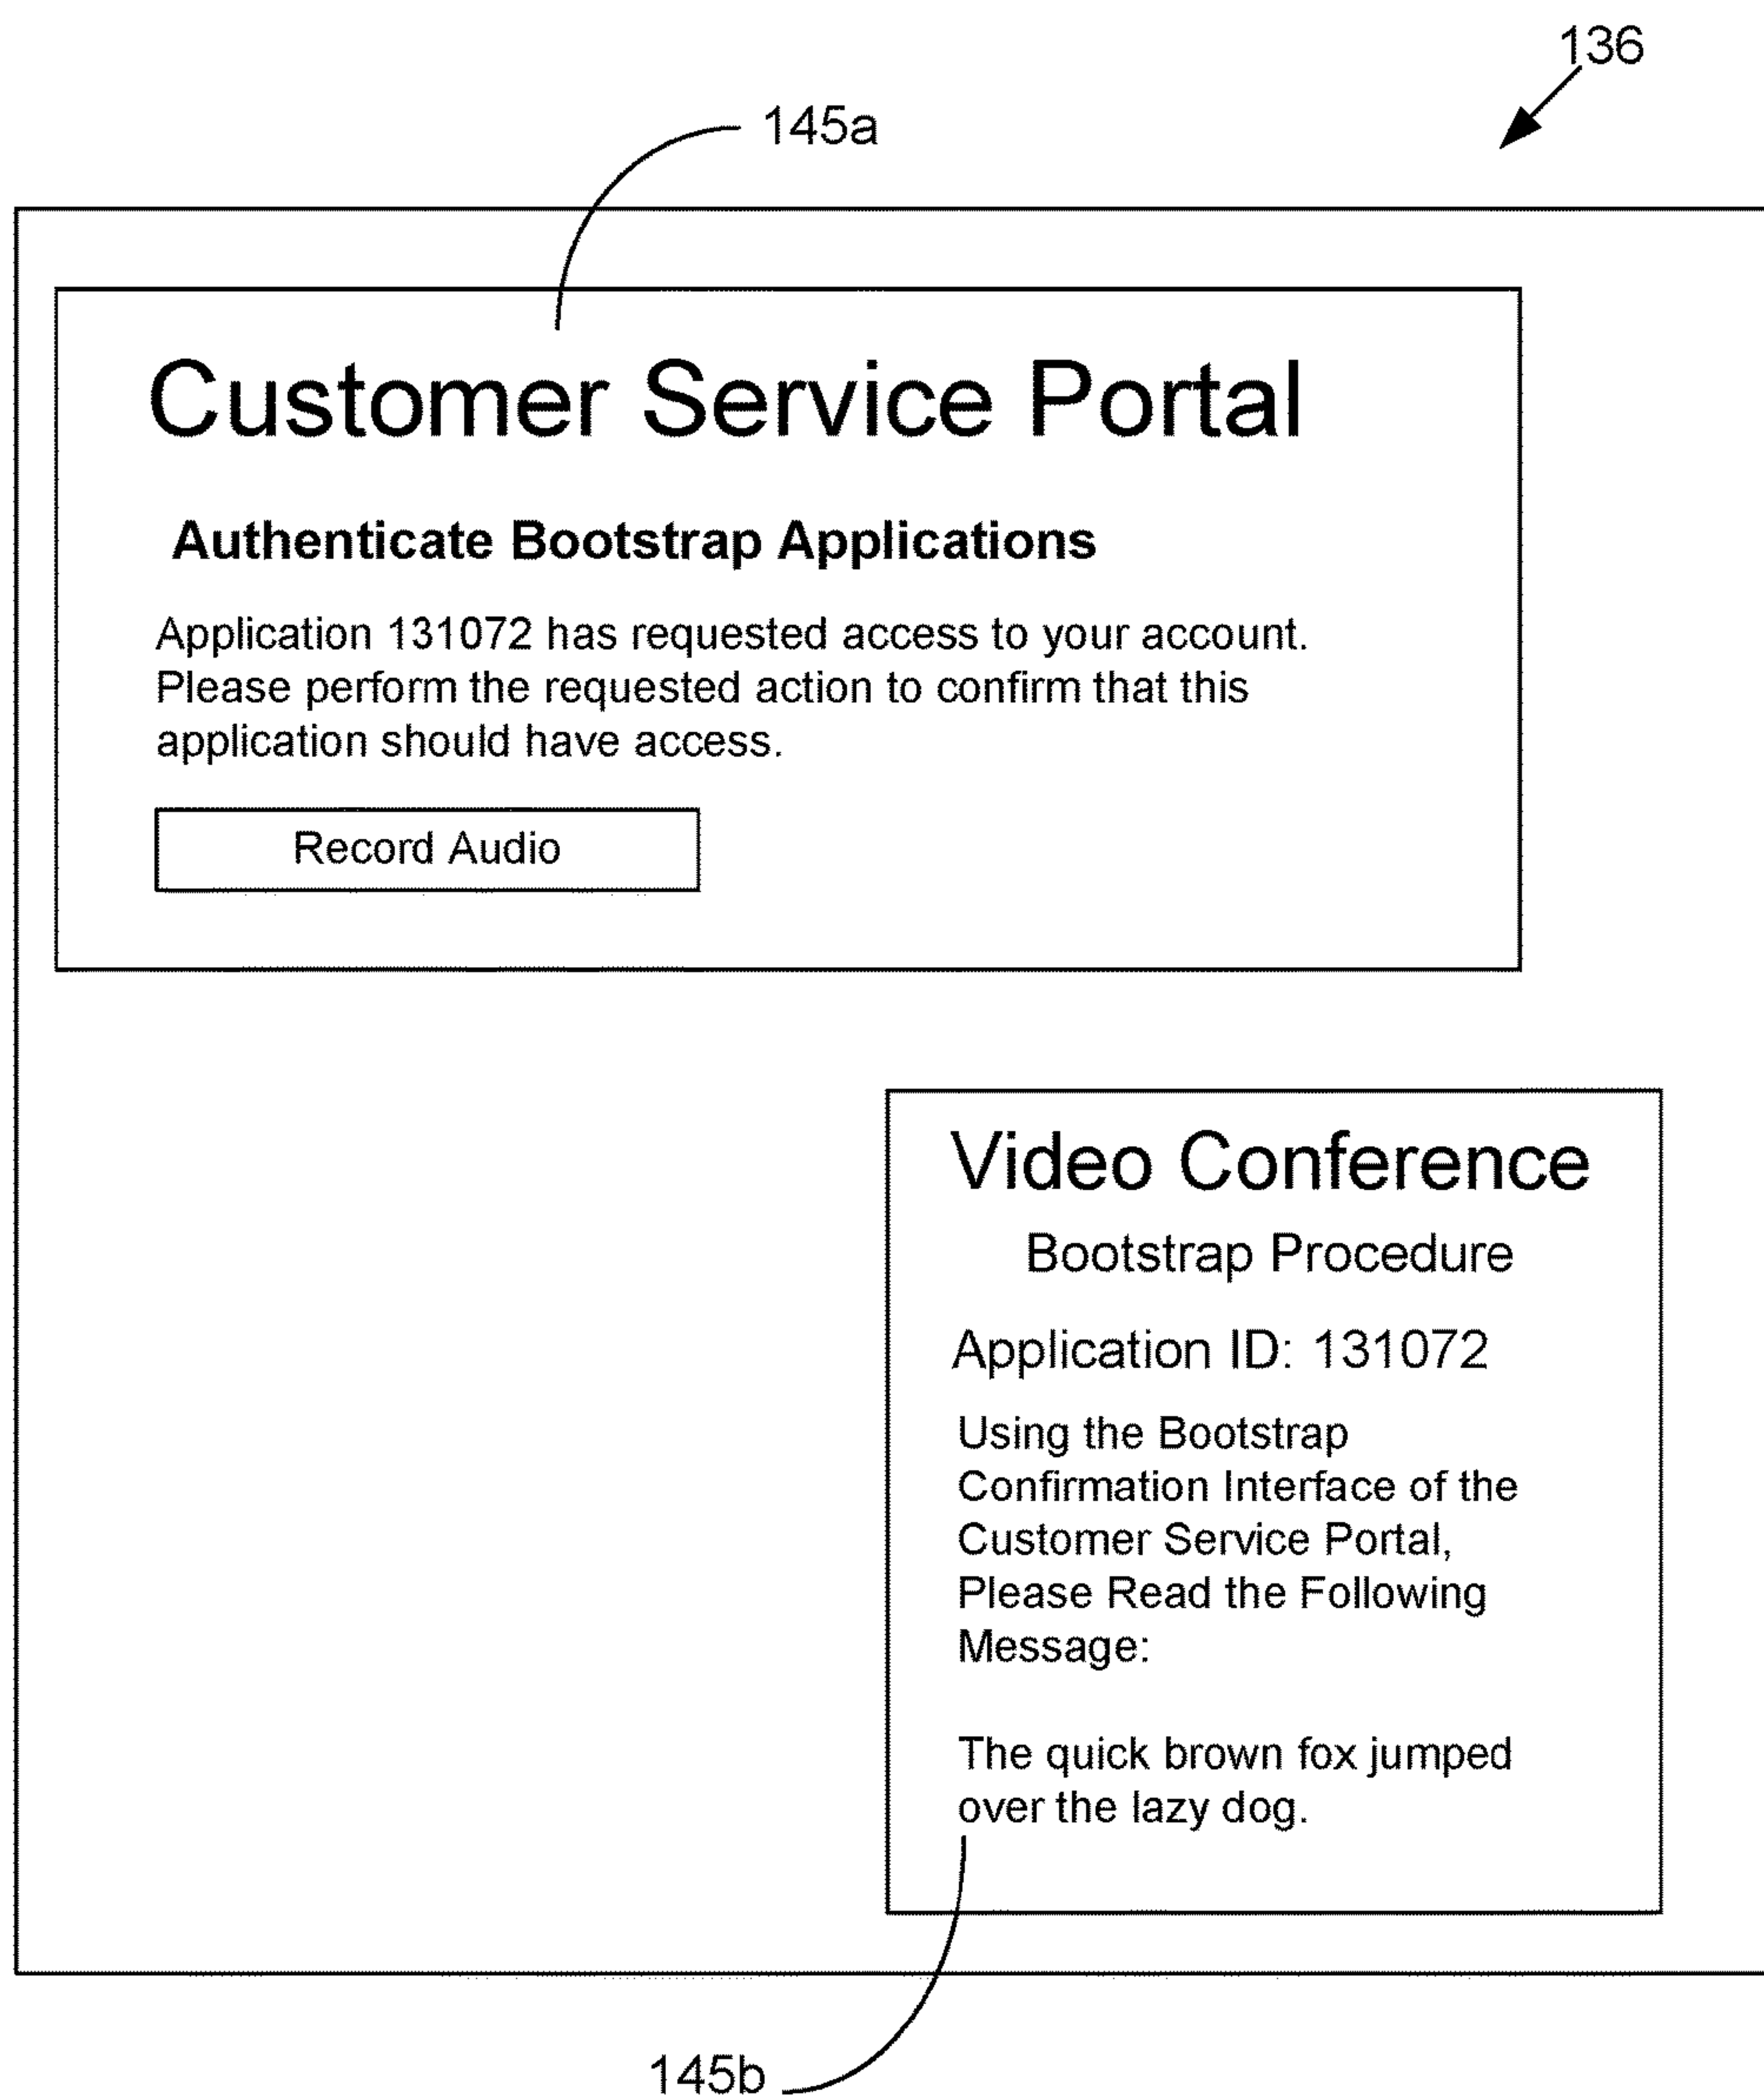 136
145a
Customer Service Portal
Authenticate Bootstrap Applications
Application 131072 has requested access to your account.
Please perform the requested action to confirm that this
application should have access.
Record Audio
Video Conference
Bootstrap Procedure
Application ID: 131072
Using the Bootstrap
Confirmation Interface of the
Customer Service Portal,
Please Read the Following
Message:
The quick brown fox jumped
over the lazy dog.
145b